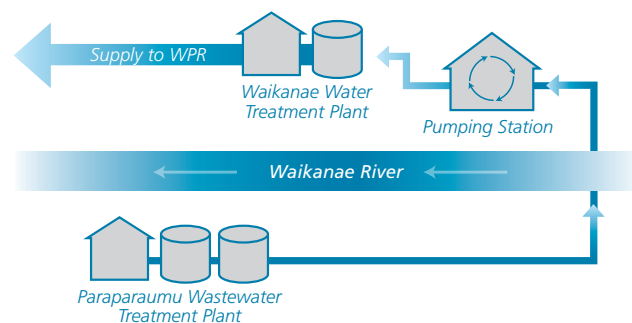 Supply to WPR
Waikanae Water
Treatment Plant
Pumping Station
Waikanae River
Paraparaumu Wastewater
Treatment Plant